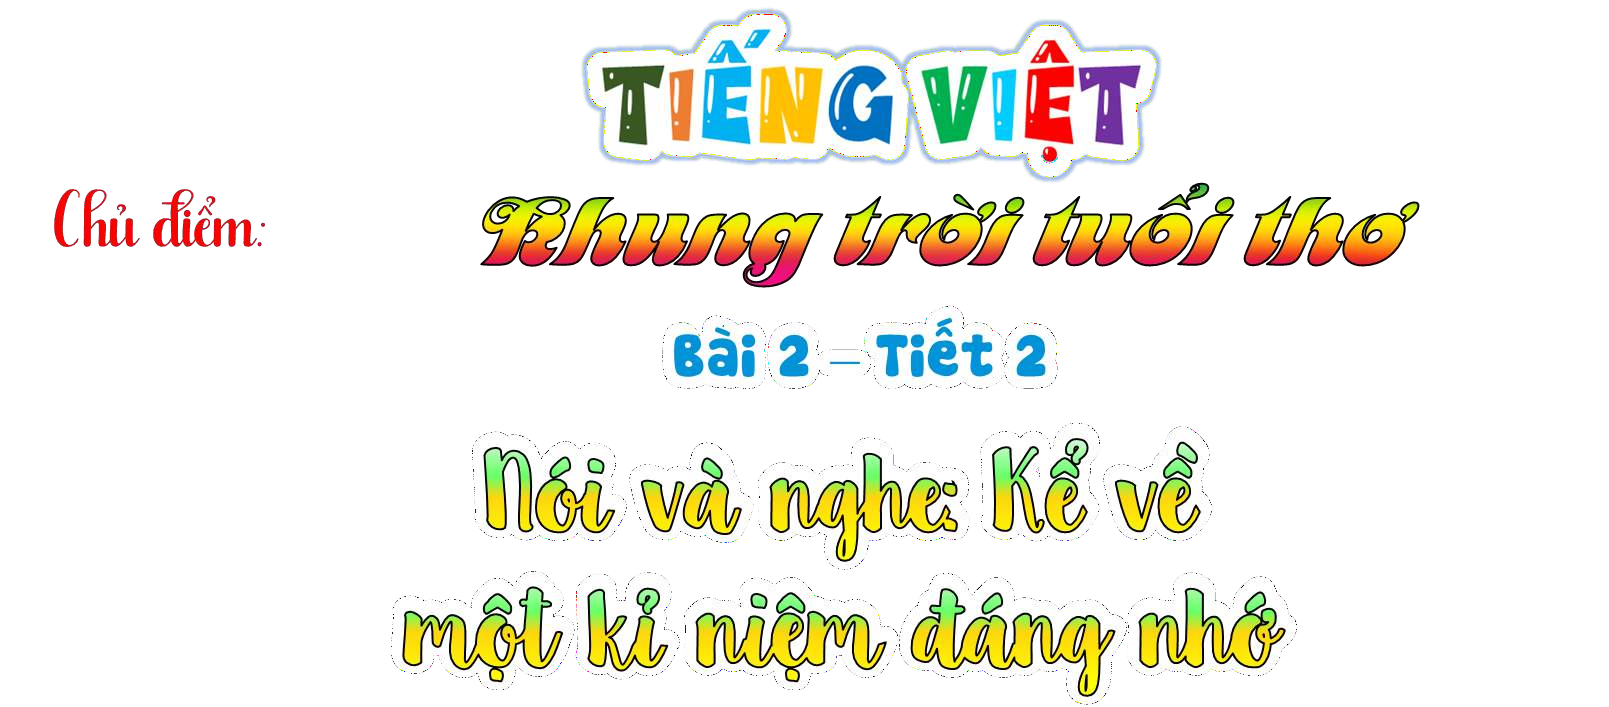 TIẾNG VIỆT
Chủ điểm: Khung trời tuổi thơ
Bài 2 – Tiết 2
Nói và nghe: Kể về
một kỉ niệm đáng nhớ